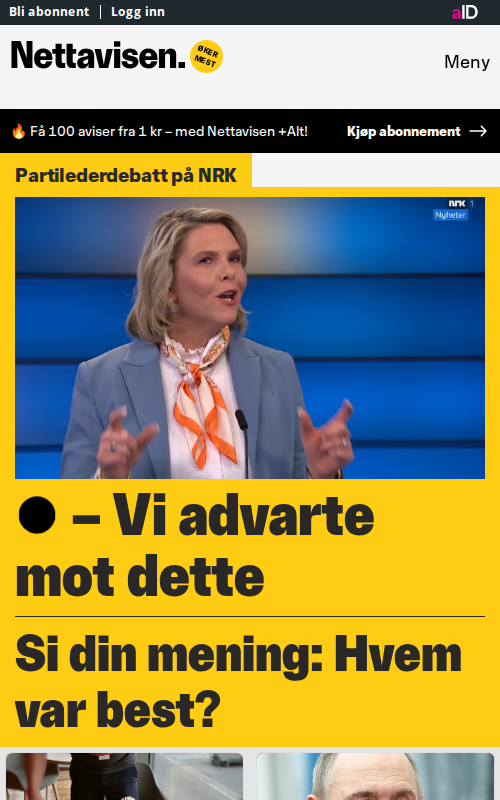 Bli abonnent
Logg inn
aID
Nettavisen.
ØKER
MEST
Meny
🔥 Få 100 aviser fra 1 kr – med Nettavisen +Alt!
Kjøp abonnement →
Partilederdebatt på NRK
NRK 1
Nyheter
● – Vi advarte
mot dette
Si din mening: Hvem
var best?